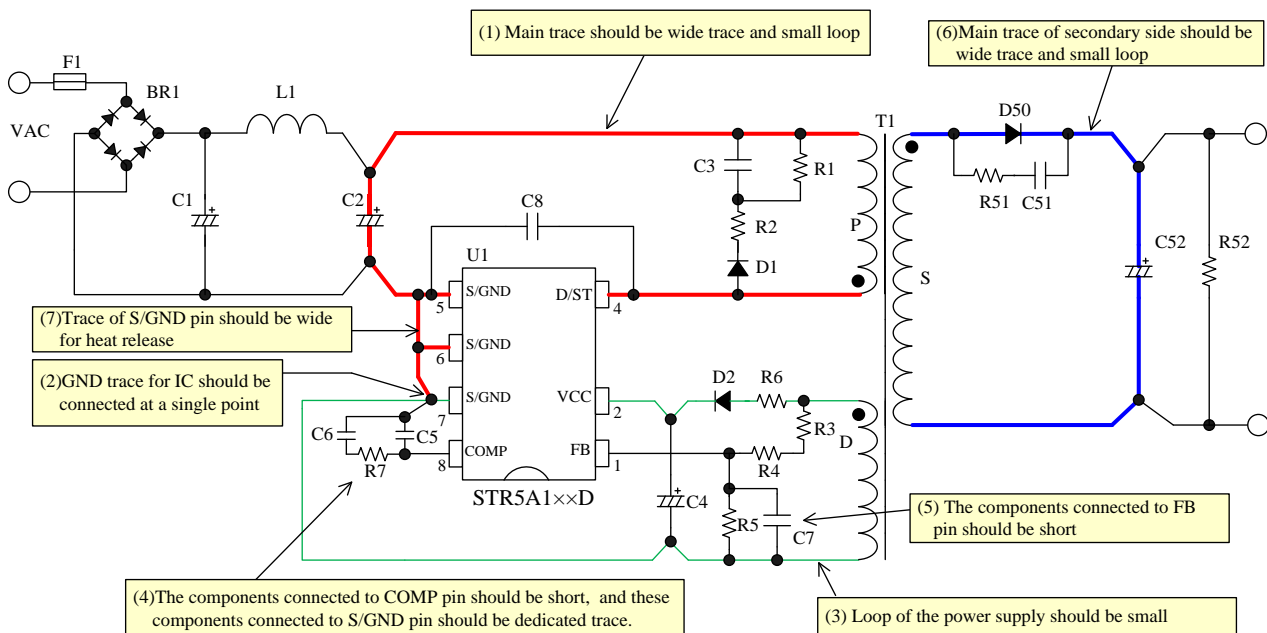 (1) Main trace should be wide trace and small loop
(6)Main trace of secondary side should be
wide trace and small loop
F1
BR1
L1
VAC
C1
C2
C8
C3
R1
R2
D1
P
T1
S
D50
R51
C51
C52
R52
U1
S/GND
5
D/ST
4
S/GND
6
S/GND
7
VCC
2
COMP
8
FB
1
STR5A1××D
(7)Trace of S/GND pin should be wide
for heat release
(2)GND trace for IC should be
connected at a single point
C6
C5
R7
D2
R6
R3
R4
D
C4
R5
C7
(5) The components connected to FB
pin should be short
(4)The components connected to COMP pin should be short, and these
components connected to S/GND pin should be dedicated trace.
(3) Loop of the power supply should be small